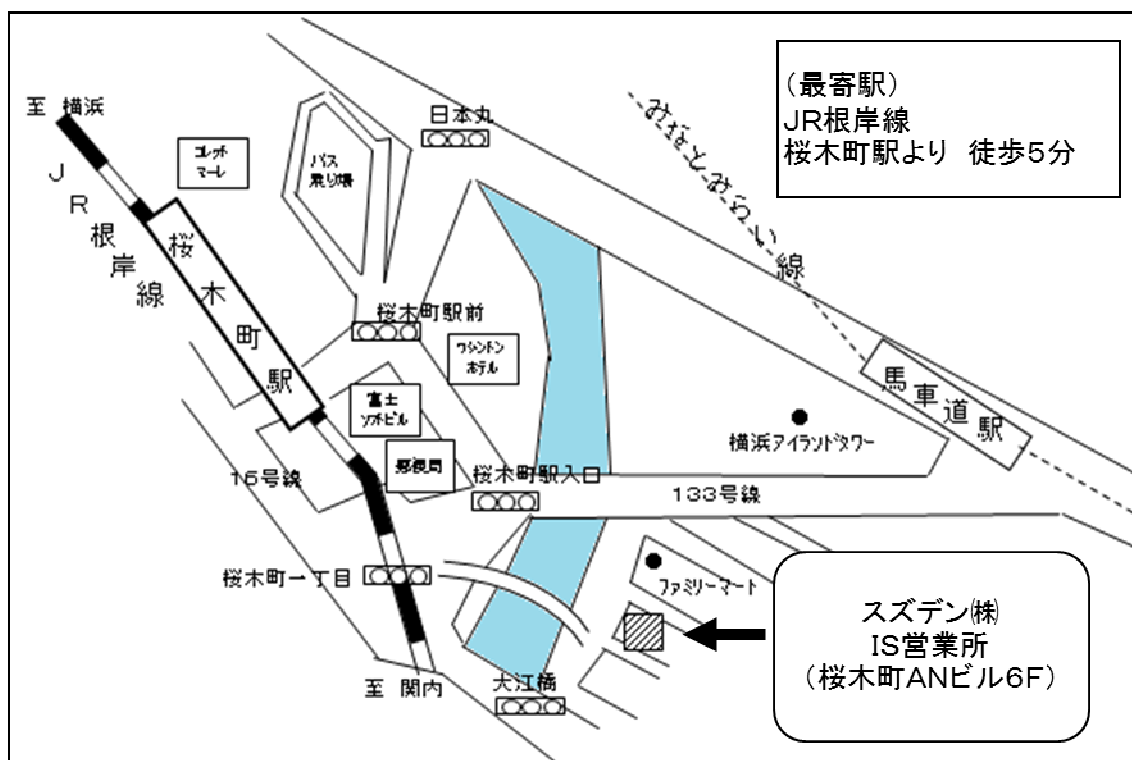 (最寄駅)
JR根岸線
桜木町駅より 徒歩5分
至 横浜
日本丸
コレット
マーレ
バス
乗り場
みなとみらい線
JR根岸線
桜木町駅
桜木町駅前
ワシントン
ホテル
馬車道駅
富士
ソフトビル
横浜アイランドタワー
郵便局
16号線
桜木町駅入口
133号線
桜木町一丁目
ファミリーマート
スズデン㈱
IS営業所
(桜木町ANビル6F)
至 関内
大江橋